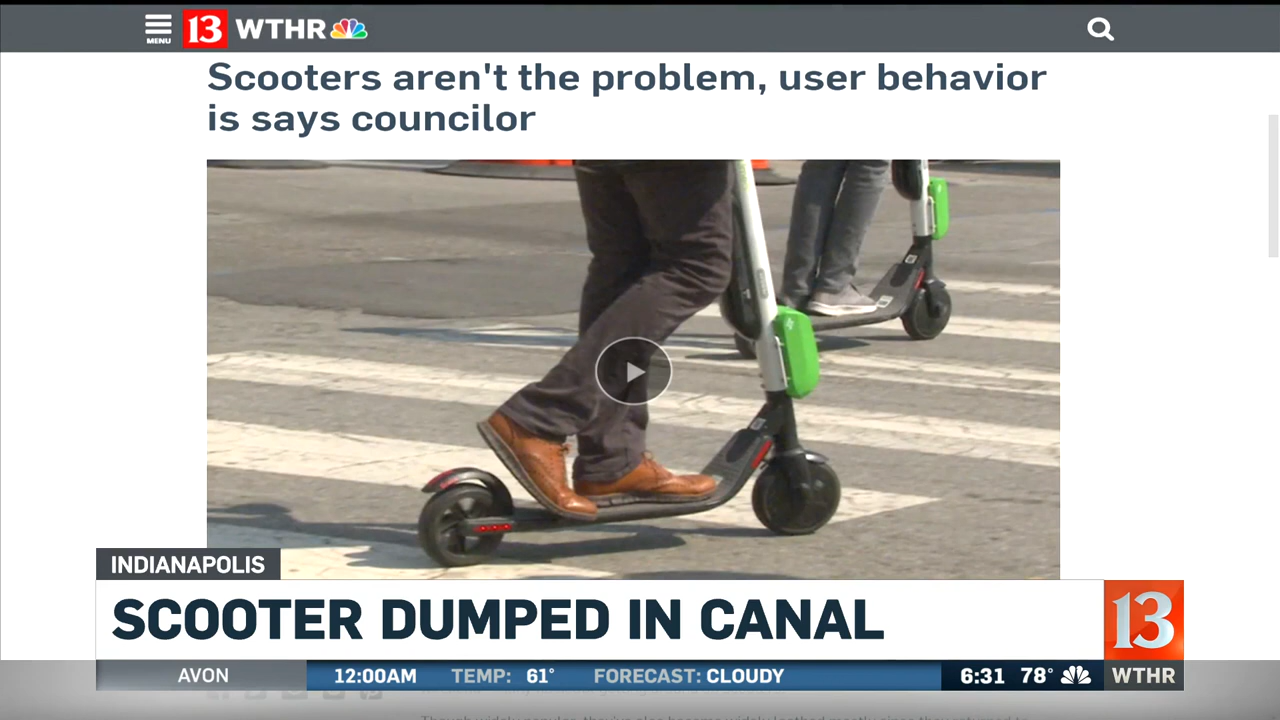 MENU
13 WTHR
Scooters aren't the problem, user behavior
is says councilor
INDIANAPOLIS
SCOOTER DUMPED IN CANAL
13
AVON 12:00AM TEMP: 61° FORECAST: CLOUDY 6:31 78° WTHR